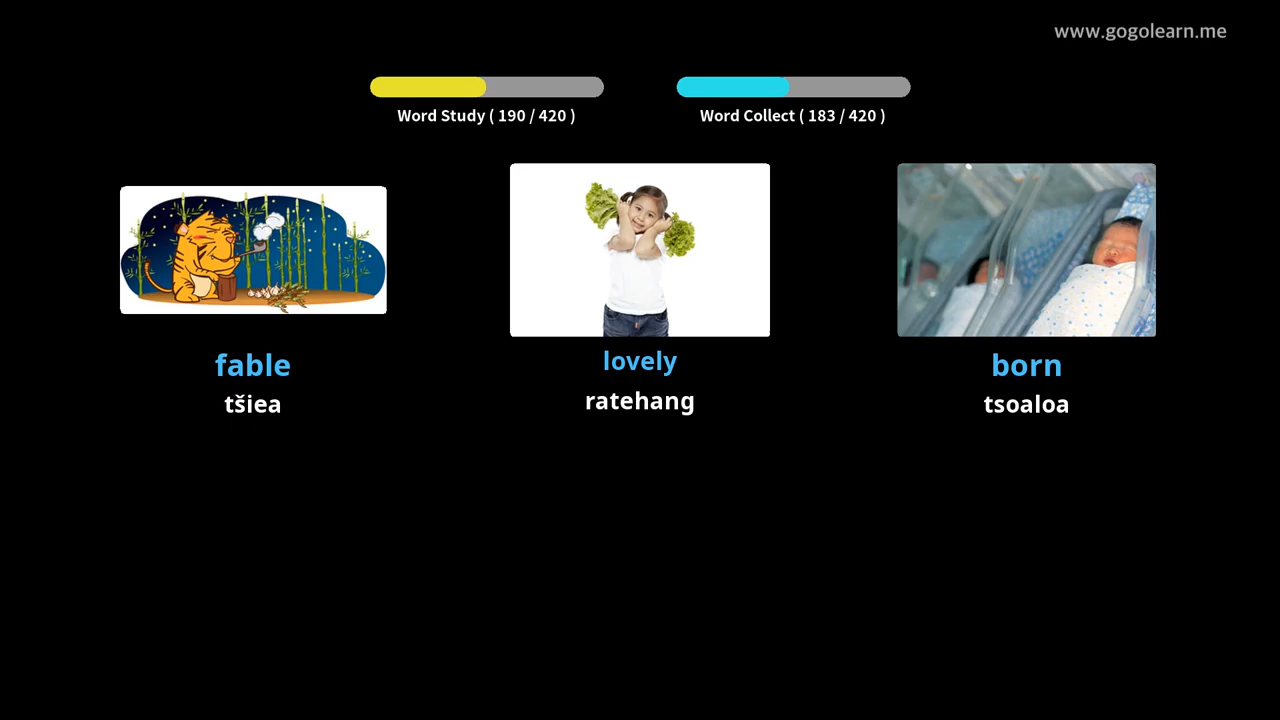 www.gogolearn.me
Word Study ( 190 / 420 )
Word Collect ( 183 / 420 )
fable
tšiea
lovely
ratehang
born
tsoaloa